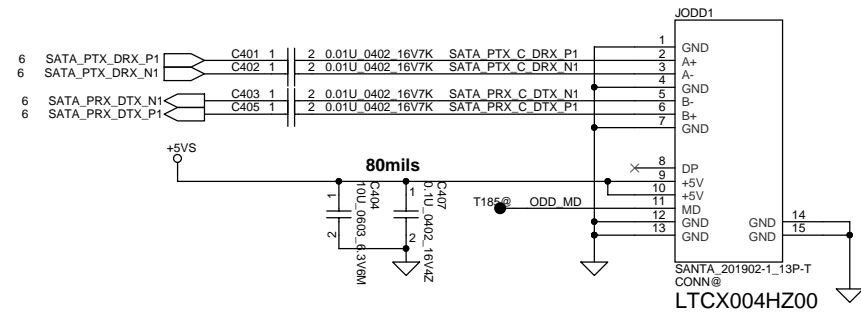 JODD1
6 SATA_PTX_DRX_P1 C401 1 2 0.01U_0402_16V7K SATA_PTX_C_DRX_P1
6 SATA_PTX_DRX_N1 C402 1 2 0.01U_0402_16V7K SATA_PTX_C_DRX_N1
6 SATA_PRX_DTX_N1 C403 1 2 0.01U_0402_16V7K SATA_PRX_C_DTX_N1
6 SATA_PRX_DTX_P1 C405 1 2 0.01U_0402_16V7K SATA_PRX_C_DTX_P1
1 GND
2 A+
3 A-
4 GND
5 B-
6 B+
7 GND
+5VS
80mils
8 DP
9 +5V
10 +5V
T185@ ODD_MD 11 MD
12 GND GND 14
13 GND GND 15
1 2 C404
10U_0603_6.3V6M
1 2 C407
0.1U_0402_16V4Z
SANTA_201902-1_13P-T
CONN@
LTCX004HZ00